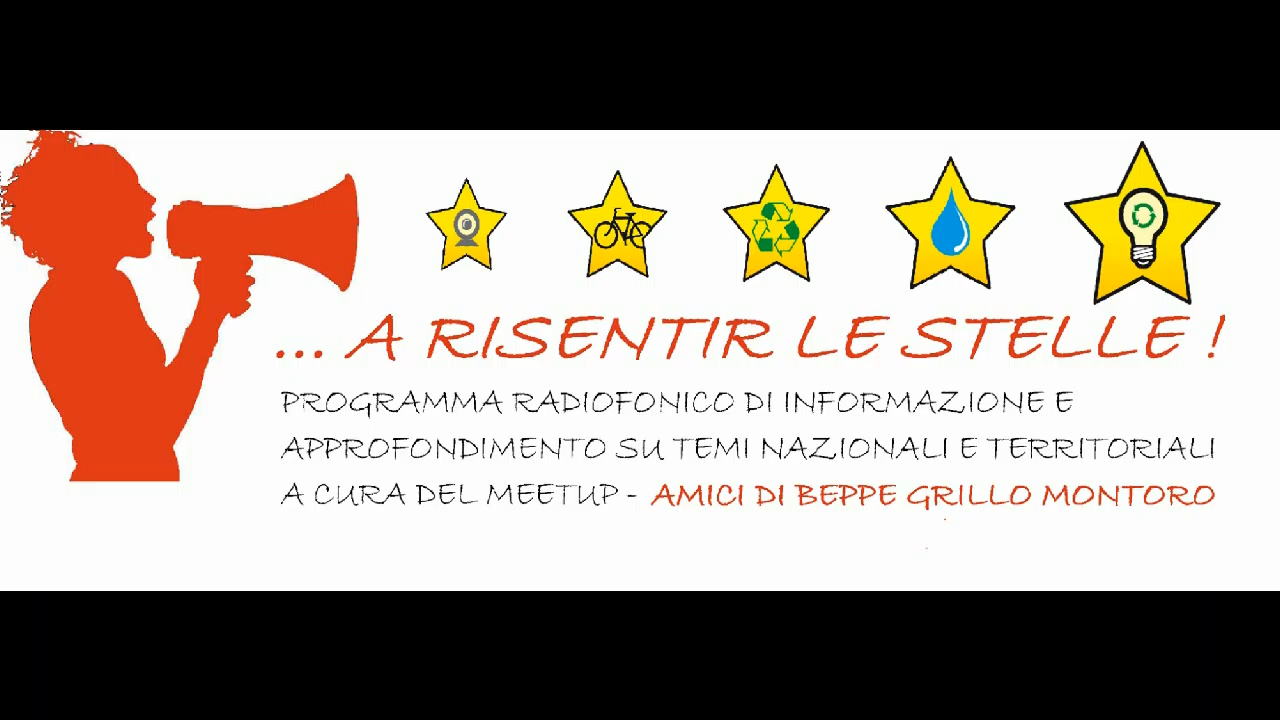 ... A RISENTIR LE STELLE !
PROGRAMMA RADIOFONICO DI INFORMAZIONE E
APPROFONDIMENTO SU TEMI NAZIONALI E TERRITORIALI
A CURA DEL MEETUP - AMICI DI BEPPE GRILLO MONTORO